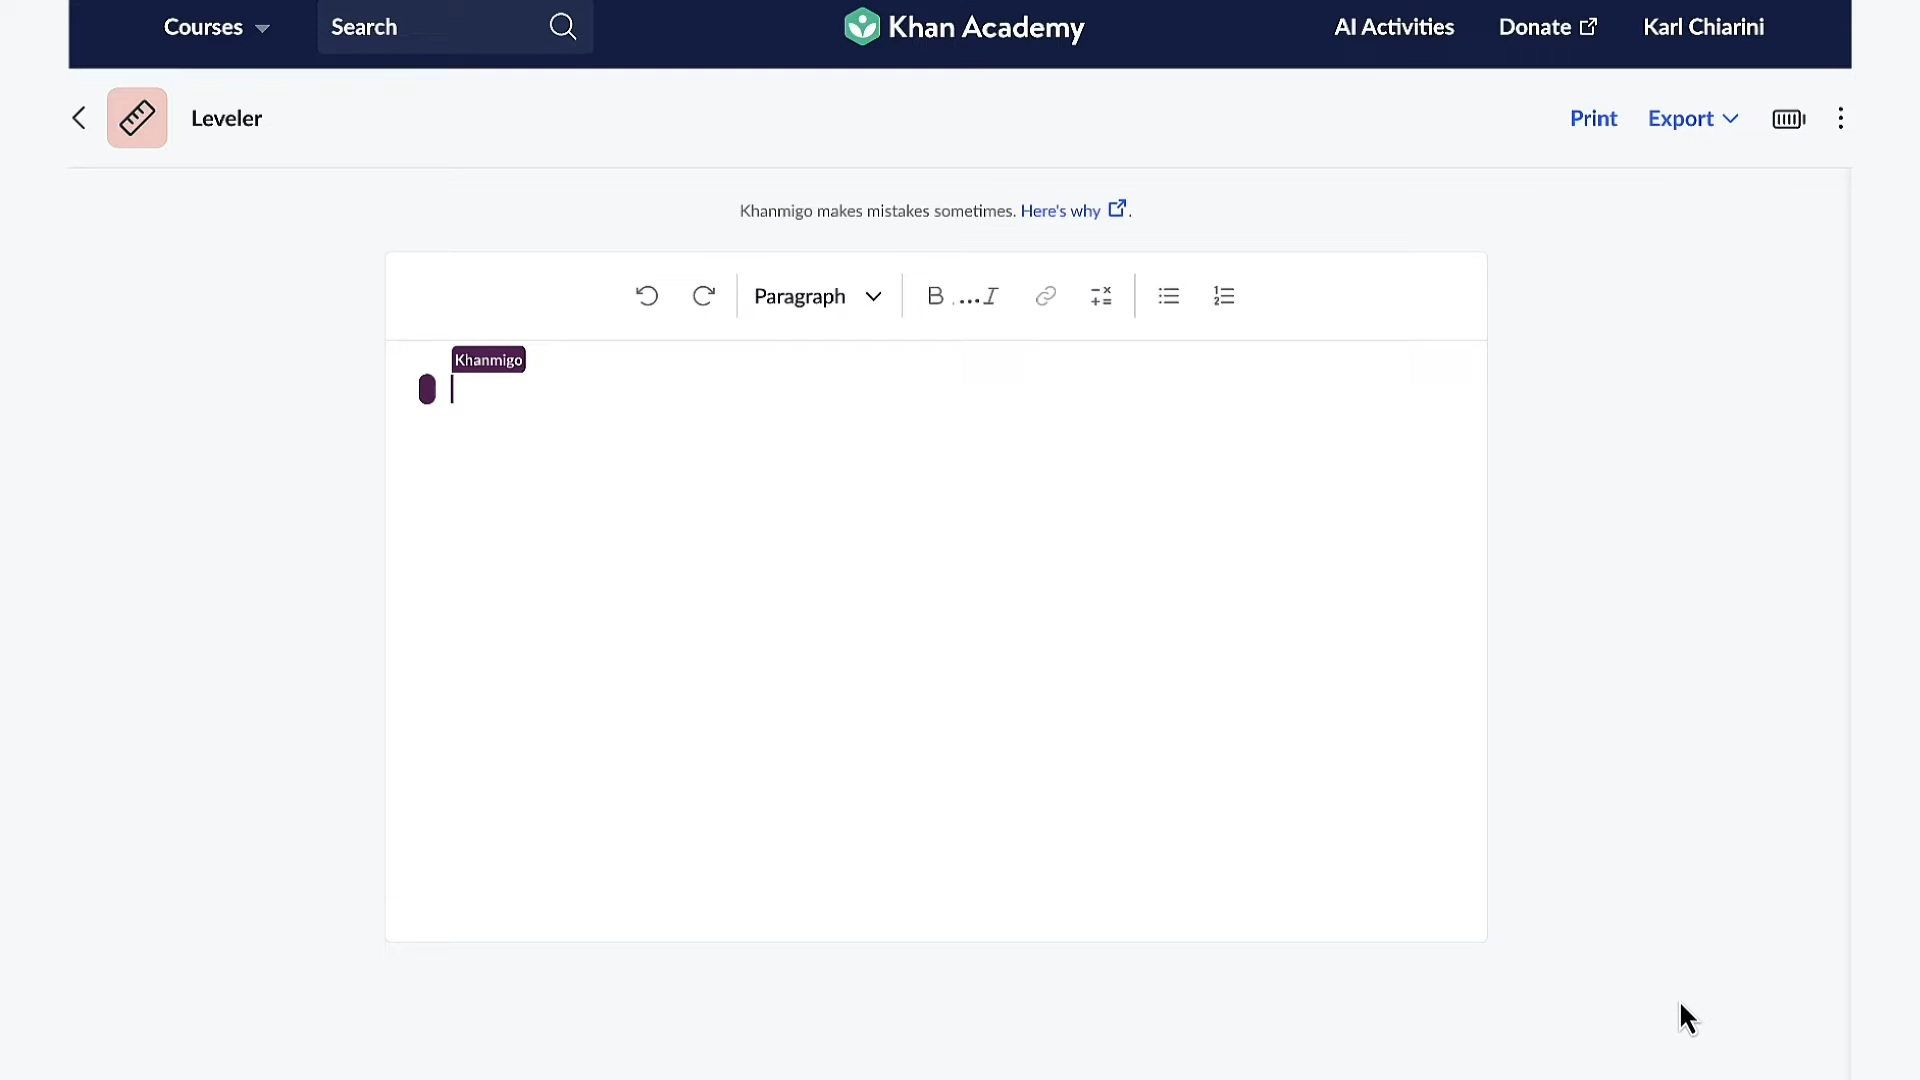 Courses
Search
Khan Academy
AI Activities
Donate
Karl Chiarini
Leveler
Print
Export
Khanmigo makes mistakes sometimes. Here's why.
Paragraph
B ... I
Khanmigo